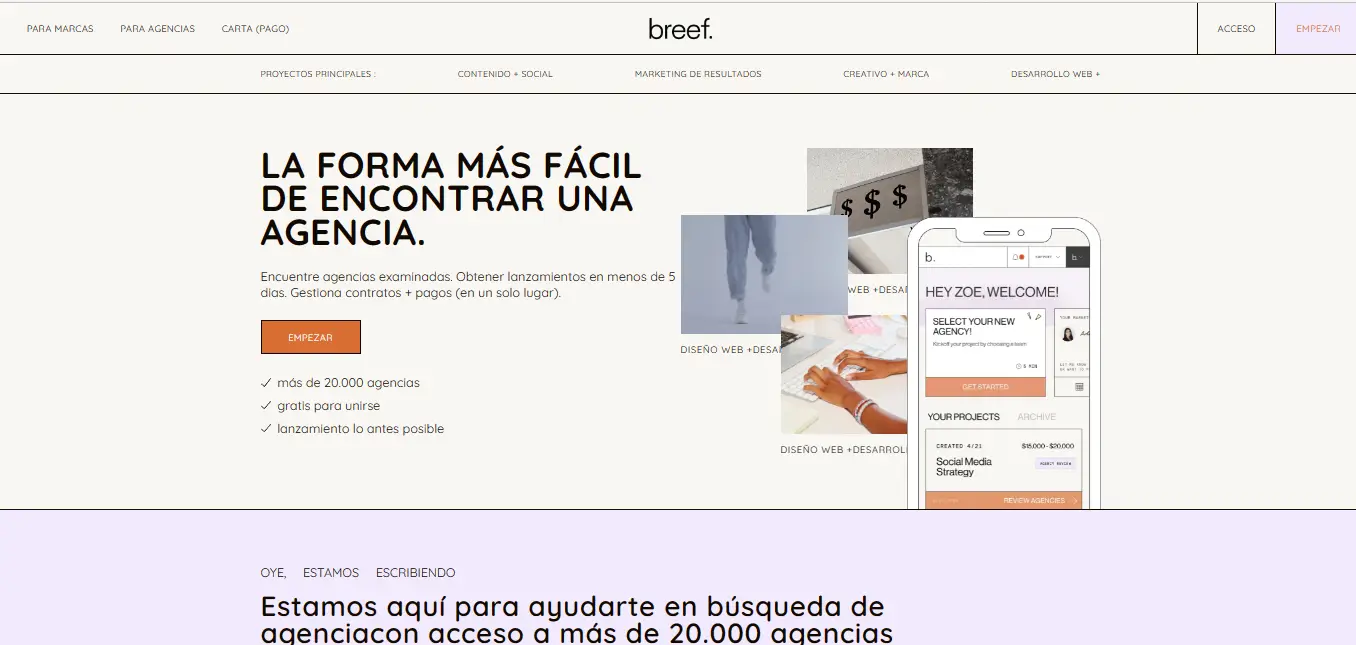 PARA MARCAS PARA AGENCIAS CARTA (PAGO)
breef.
ACCESO
EMPEZAR
PROYECTOS PRINCIPALES : CONTENIDO + SOCIAL MARKETING DE RESULTADOS CREATIVO + MARCA DESARROLLO WEB +
LA FORMA MÁS FÁCIL
DE ENCONTRAR UNA
AGENCIA.
Encuentre agencias examinadas. Obtener lanzamientos en menos de 5
días. Gestiona contratos + pagos (en un solo lugar).
EMPEZAR
más de 20.000 agencias
gratis para unirse
lanzamiento lo antes posible
$ $ $
WEB +DESAR
DISEÑO WEB +DESAR
DISEÑO WEB +DESARROLL
b.
SUPPORT
b.
HEY ZOE, WELCOME!
SELECT YOUR NEW
AGENCY!
Kickoff your project by choosing a team
5 MIN
GET STARTED
YOUR PROJECTS ARCHIVE
CREATED 4/21 $15,000 - $20,000
Social Media
Strategy
AGENCY REVIEW
REVIEW AGENCIES
OYE, ESTAMOS ESCRIBIENDO
Estamos aquí para ayudarte en búsqueda de
agenciacon acceso a más de 20.000 agencias